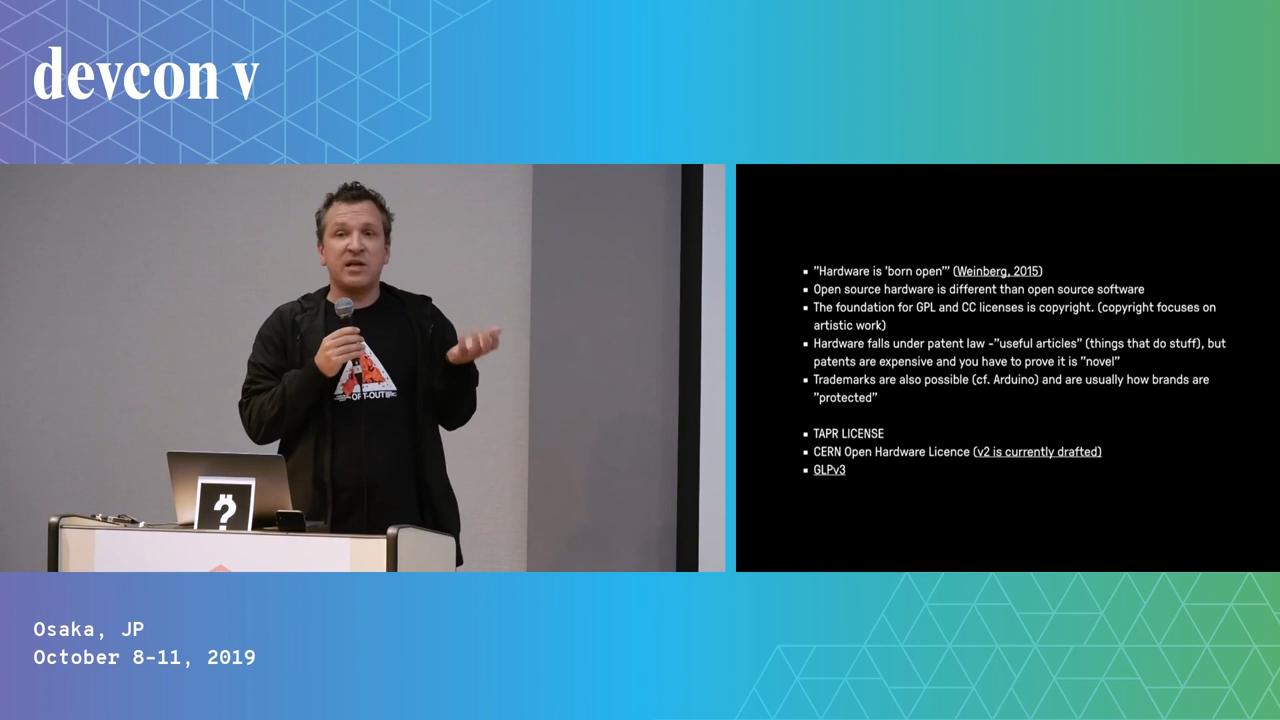 devcon v
OPT-OUT
?
"Hardware is 'born open'" (Weinberg, 2015)
Open source hardware is different than open source software
The foundation for GPL and CC licenses is copyright. (copyright focuses on
artistic work)
Hardware falls under patent law -"useful articles" (things that do stuff), but
patents are expensive and you have to prove it is "novel"
Trademarks are also possible (cf. Arduino) and are usually how brands are
"protected"
TAPR LICENSE
CERN Open Hardware Licence (v2 is currently drafted)
GLPv3
Osaka, JP
October 8-11, 2019